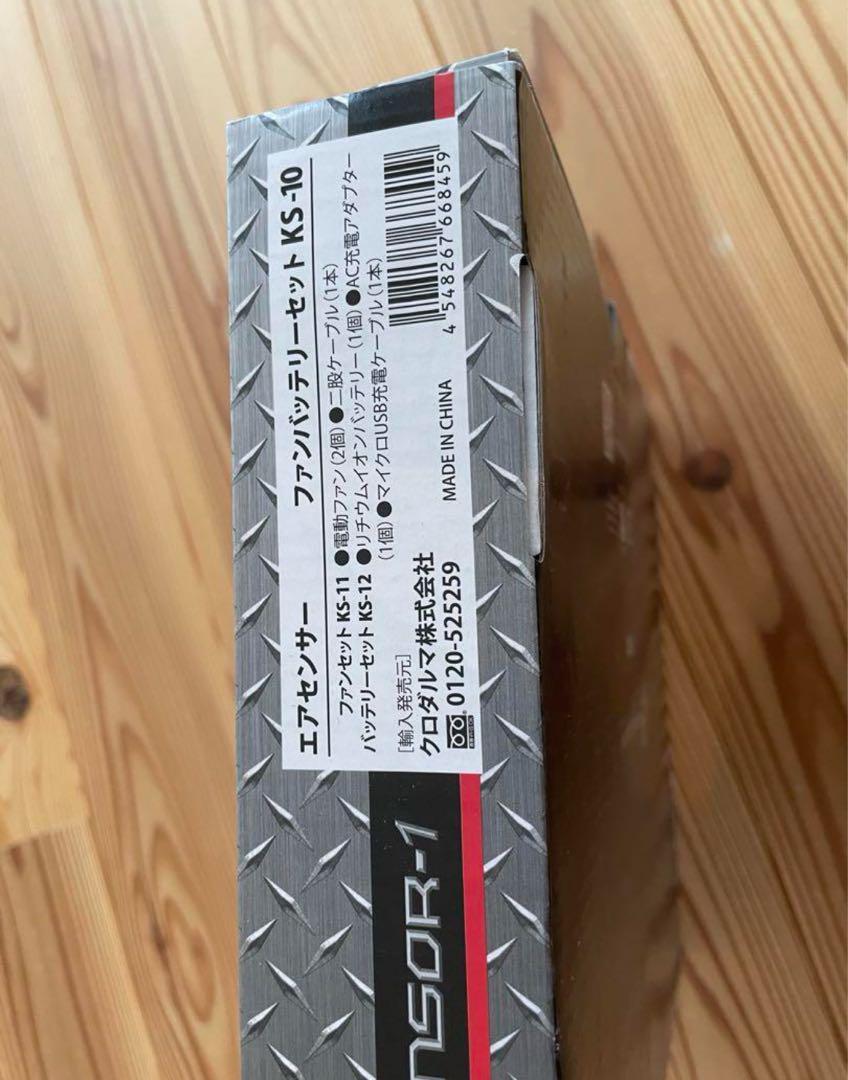 エアセンサー ファンバッテリーセット KS-10
ファンセット KS-11 ●電動ファン(2個) ●二股ケーブル(1本)
バッテリーセット KS-12 ●リチウムイオンバッテリー(1個) ●AC充電アダプター
(1個) ●マイクロUSB充電ケーブル(1本)
[輸入発売元]
クロダルマ株式会社
0120-525259
MADE IN CHINA
4 548267 668459
NSOR-1